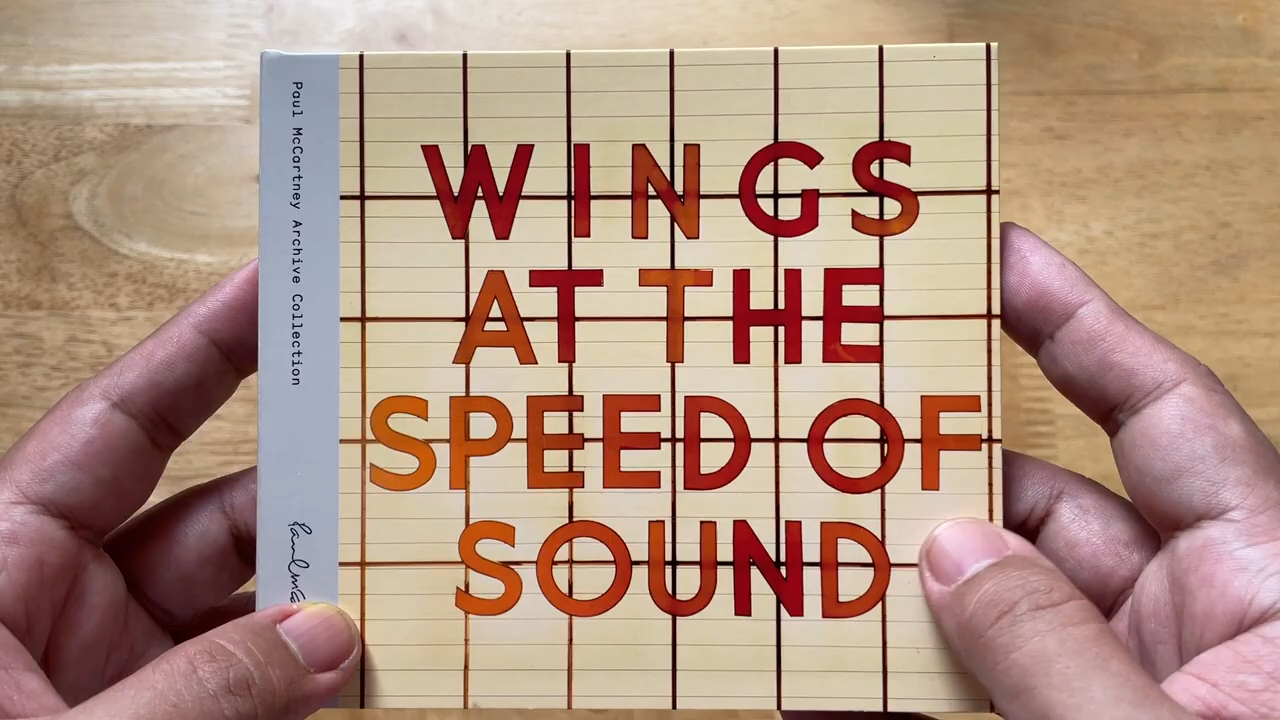 Paul McCartney Archive Collection
WINGS
AT THE
SPEED OF
SOUND